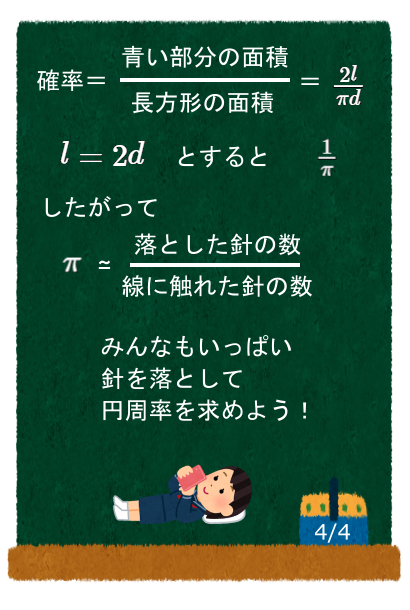 確率＝ 青い部分の面積 / 長方形の面積 = 2l / πd
l = 2d とすると 1 / π
したがって
π ≃ 落とした針の数 / 線に触れた針の数
みんなもいっぱい
針を落として
円周率を求めよう！
4/4